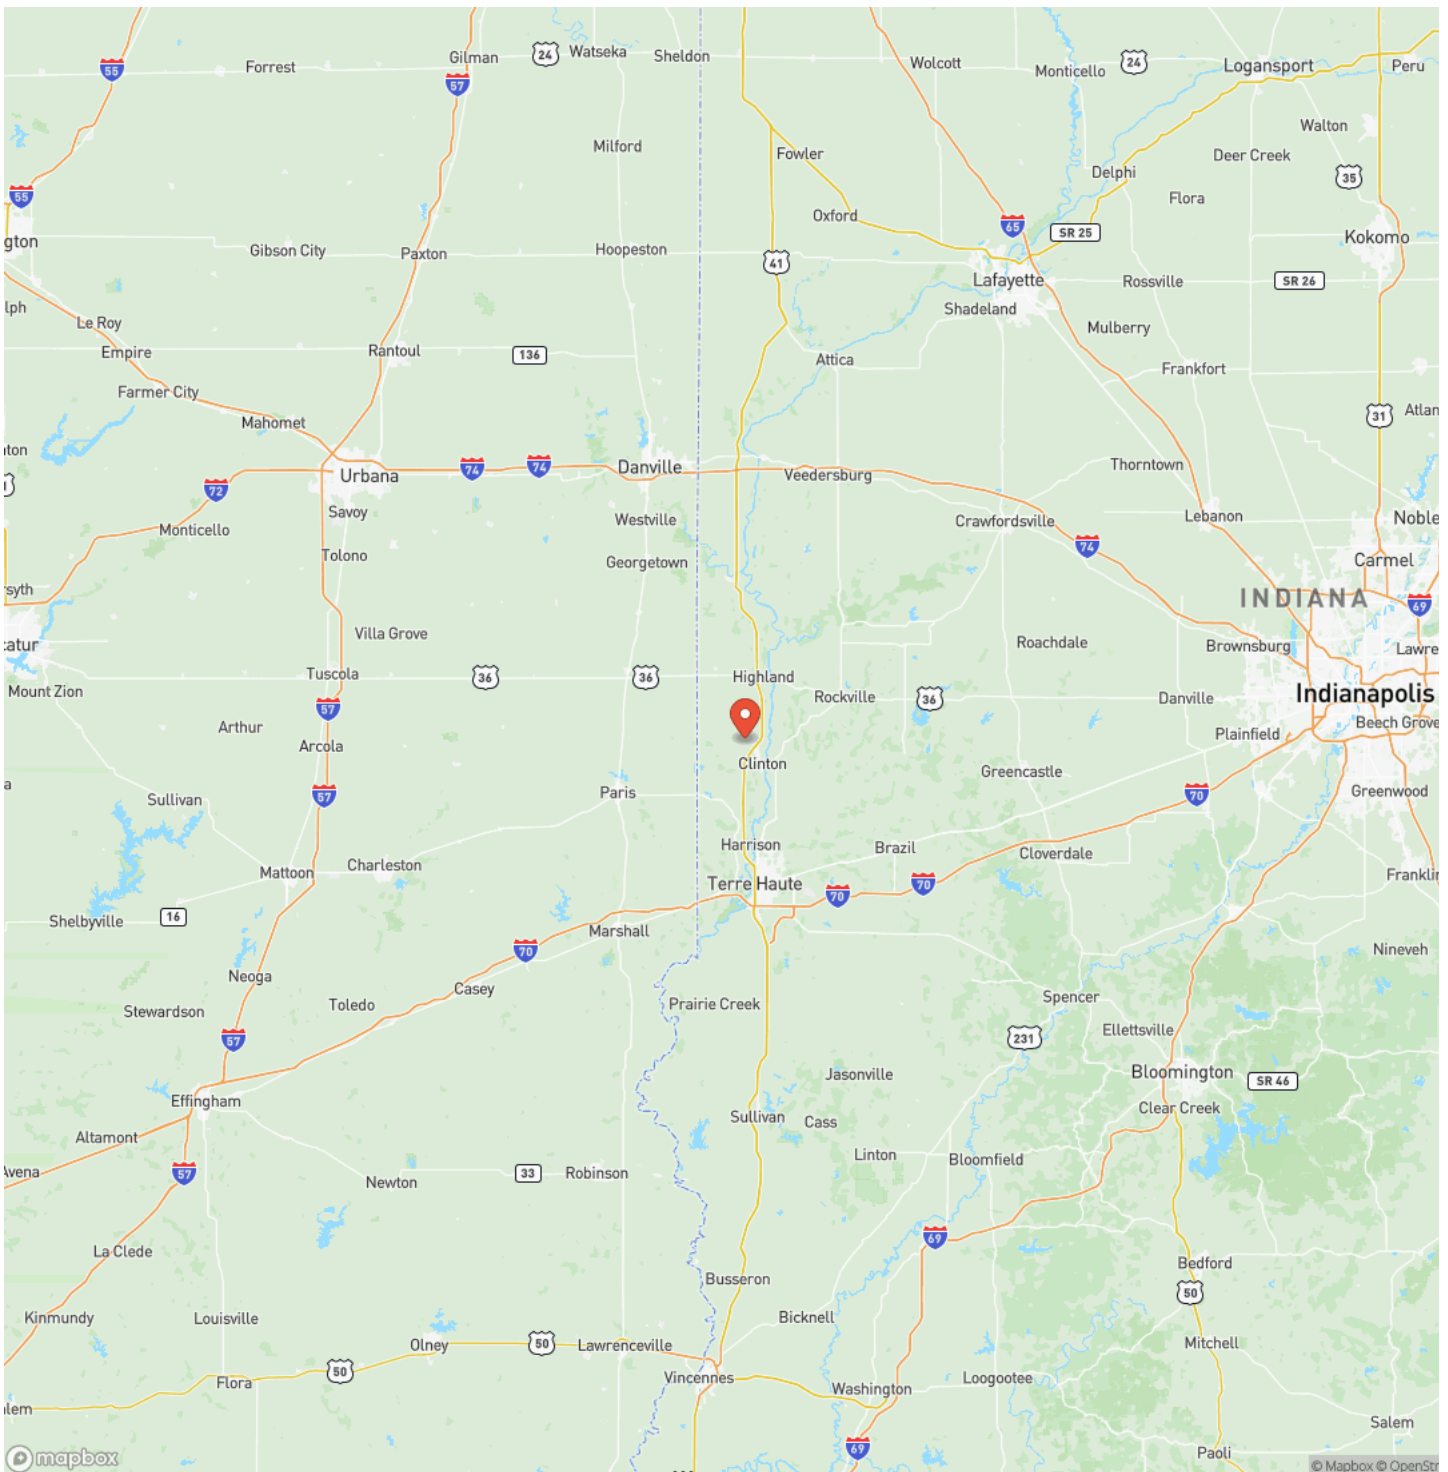 Gilman
24
Watseka
Sheldon
Wolcott
Monticello
24
Logansport
Peru
55
Forrest
57
Walton
Milford
Fowler
Deer Creek
Delphi
35
55
Flora
Oxford
65
SR 25
gton
Gibson City
Paxton
Hoopeston
41
Kokomo
Lafayette
Rossville
SR 26
lph
Shadeland
Le Roy
Mulberry
Empire
Rantoul
136
Attica
Frankfort
Farmer City
31
Atlan
Mahomet
nton
Thorntown
Urbana
74
74
Danville
Veedersburg
72
Savoy
Westville
Crawfordsville
Lebanon
Noble
Monticello
74
Tolono
Georgetown
Carmel
rsyth
INDIANA
69
Villa Grove
Roachdale
Brownsburg
Lawre
catur
Tuscola
36
36
Highland
Mount Zion
Rockville
36
Danville
Indianapolis
57
Arthur
Beech Grove
Plainfield
Arcola
Clinton
Greencastle
a
57
Sullivan
Paris
70
Greenwood
Harrison
Brazil
Cloverdale
Mattoon
Charleston
Franklin
Terre Haute
70
70
Shelbyville
16
Marshall
70
Nineveh
Neoga
Casey
Spencer
Stewardson
Toledo
Prairie Creek
57
231
Ellettsville
Jasonville
Bloomington
SR 46
Effingham
Clear Creek
Sullivan
Cass
Altamont
Linton
Bloomfield
Avena
57
Newton
33
Robinson
69
La Clede
Bedford
Busseron
50
Kinmundy
Louisville
Bicknell
Olney
50
Lawrenceville
Mitchell
50
Flora
Vincennes
Washington
Loogootee
lem
Salem
mapbox
69
Paoli
© Mapbox © OpenStr